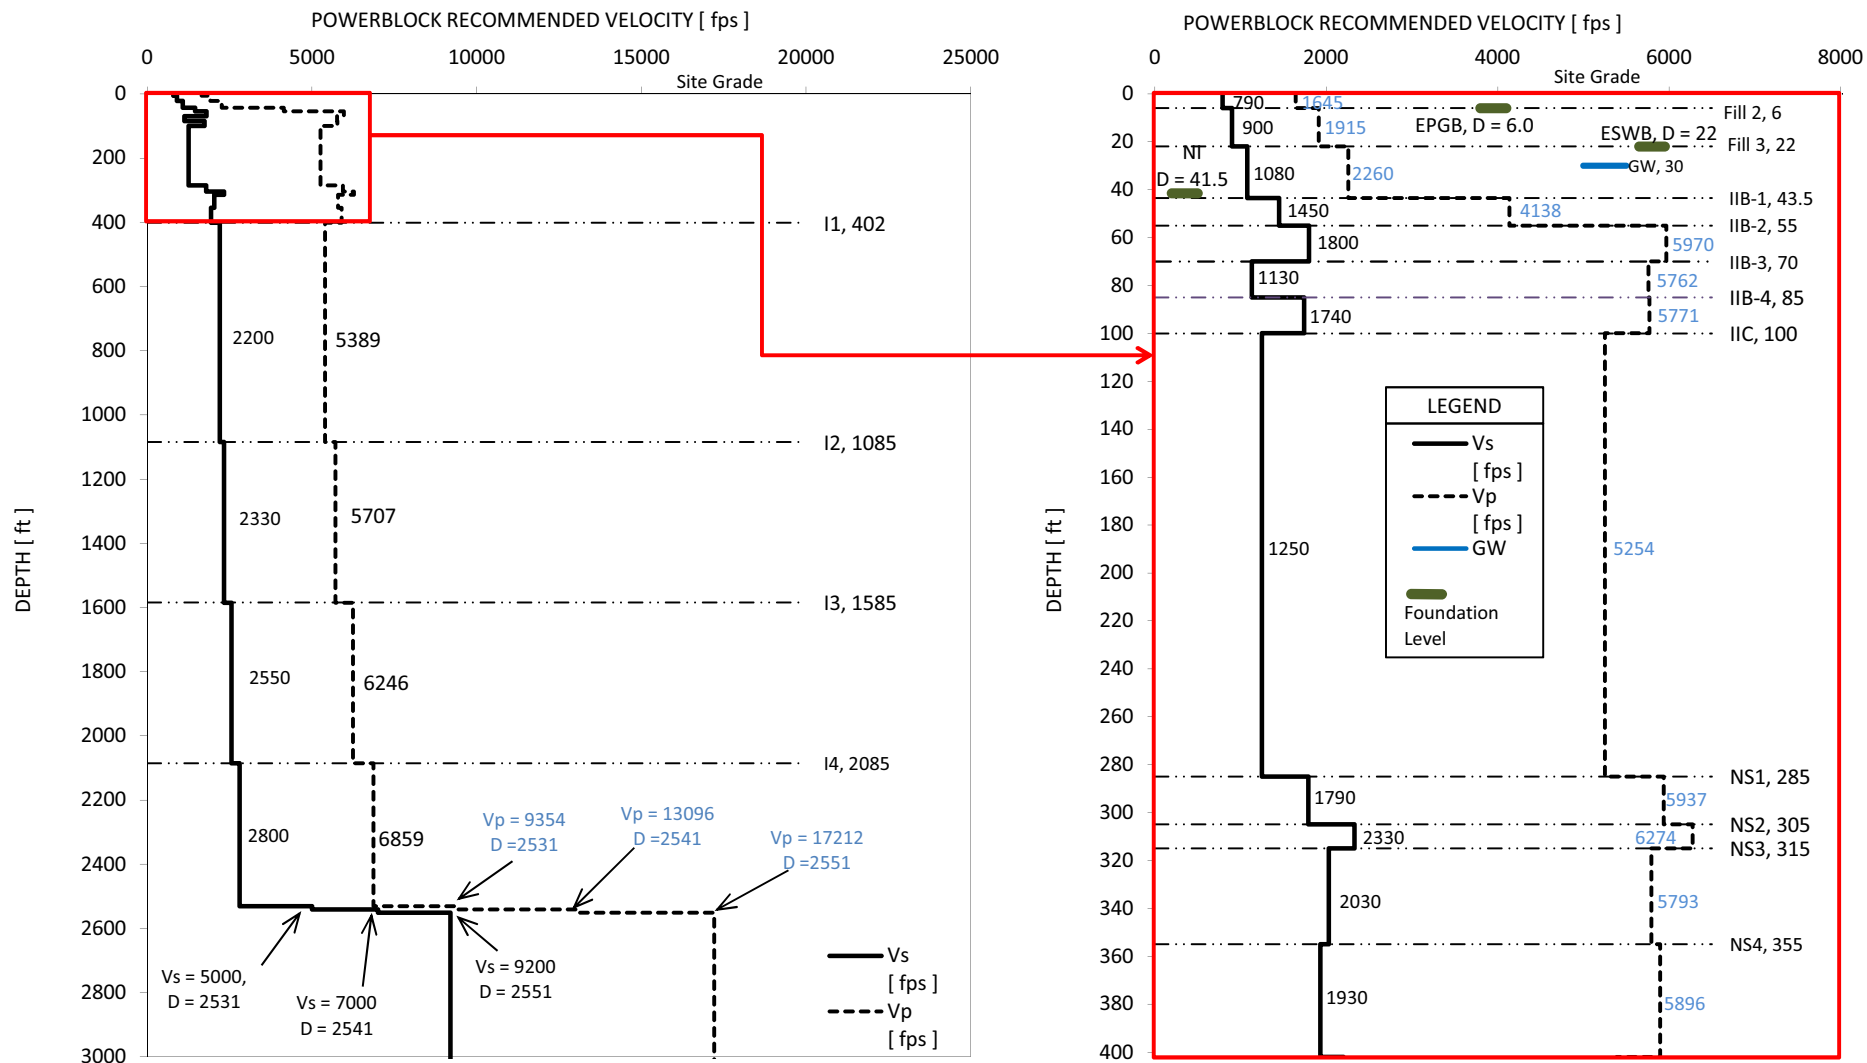 POWERBLOCK RECOMMENDED VELOCITY [ fps ]
0 5000 10000 15000 20000 25000
Site Grade
DEPTH [ ft ]
0
200
400
600
800
1000
1200
1400
1600
1800
2000
2200
2400
2600
2800
3000
I1, 402
2200
5389
I2, 1085
2330
5707
I3, 1585
2550
6246
I4, 2085
2800
6859
Vp = 9354
D =2531
Vp = 13096
D =2541
Vp = 17212
D =2551
Vs = 5000,
D = 2531
Vs = 7000
D = 2541
Vs = 9200
D = 2551
Vs
[ fps ]
Vp
[ fps ]
POWERBLOCK RECOMMENDED VELOCITY [ fps ]
0 2000 4000 6000 8000
Site Grade
DEPTH [ ft ]
0
20
40
60
80
100
120
140
160
180
200
220
240
260
280
300
320
340
360
380
400
790
1645
Fill 2, 6
EPGB, D = 6.0
900
1915
ESWB, D = 22
Fill 3, 22
NI
D = 41.5
GW, 30
1080
2260
IIB-1, 43.5
1450
4138
IIB-2, 55
1800
5970
IIB-3, 70
1130
5762
IIB-4, 85
1740
5771
IIC, 100
LEGEND
Vs
[ fps ]
Vp
[ fps ]
GW
Foundation
Level
1250
5254
NS1, 285
1790
5937
NS2, 305
2330
6274
NS3, 315
2030
5793
NS4, 355
1930
5896